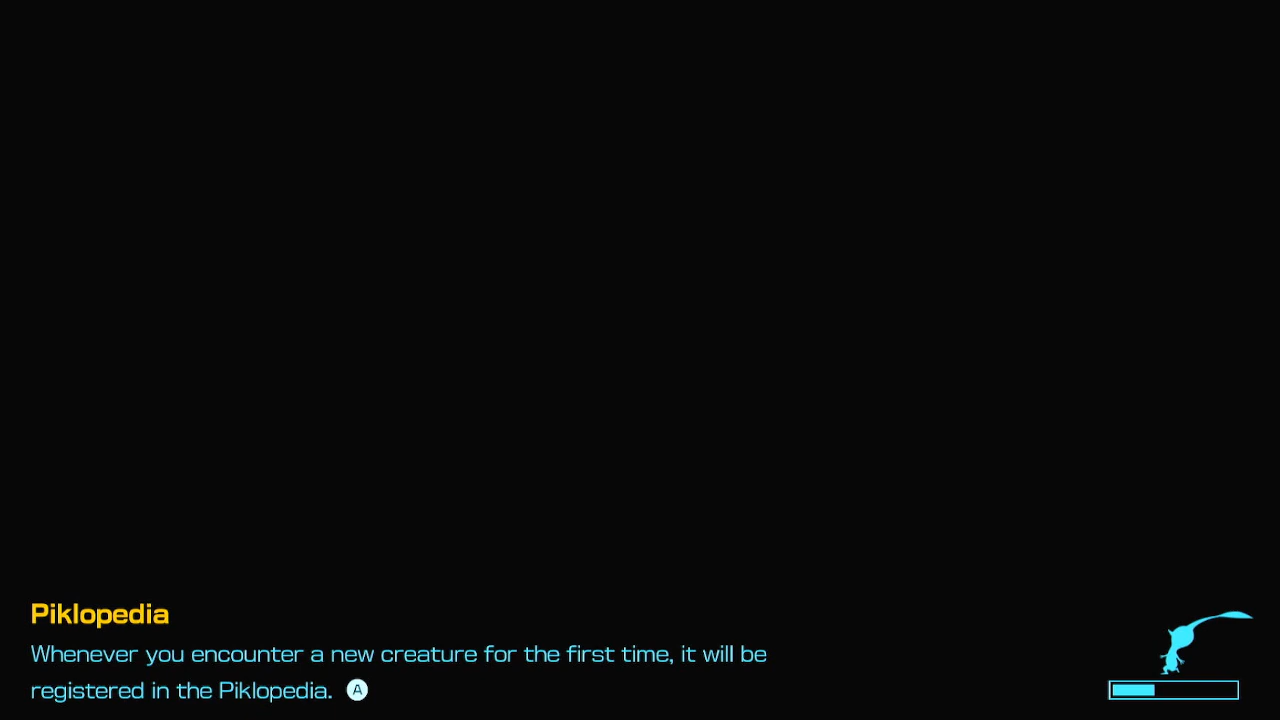 Piklopedia
Whenever you encounter a new creature for the first time, it will be
registered in the Piklopedia. A